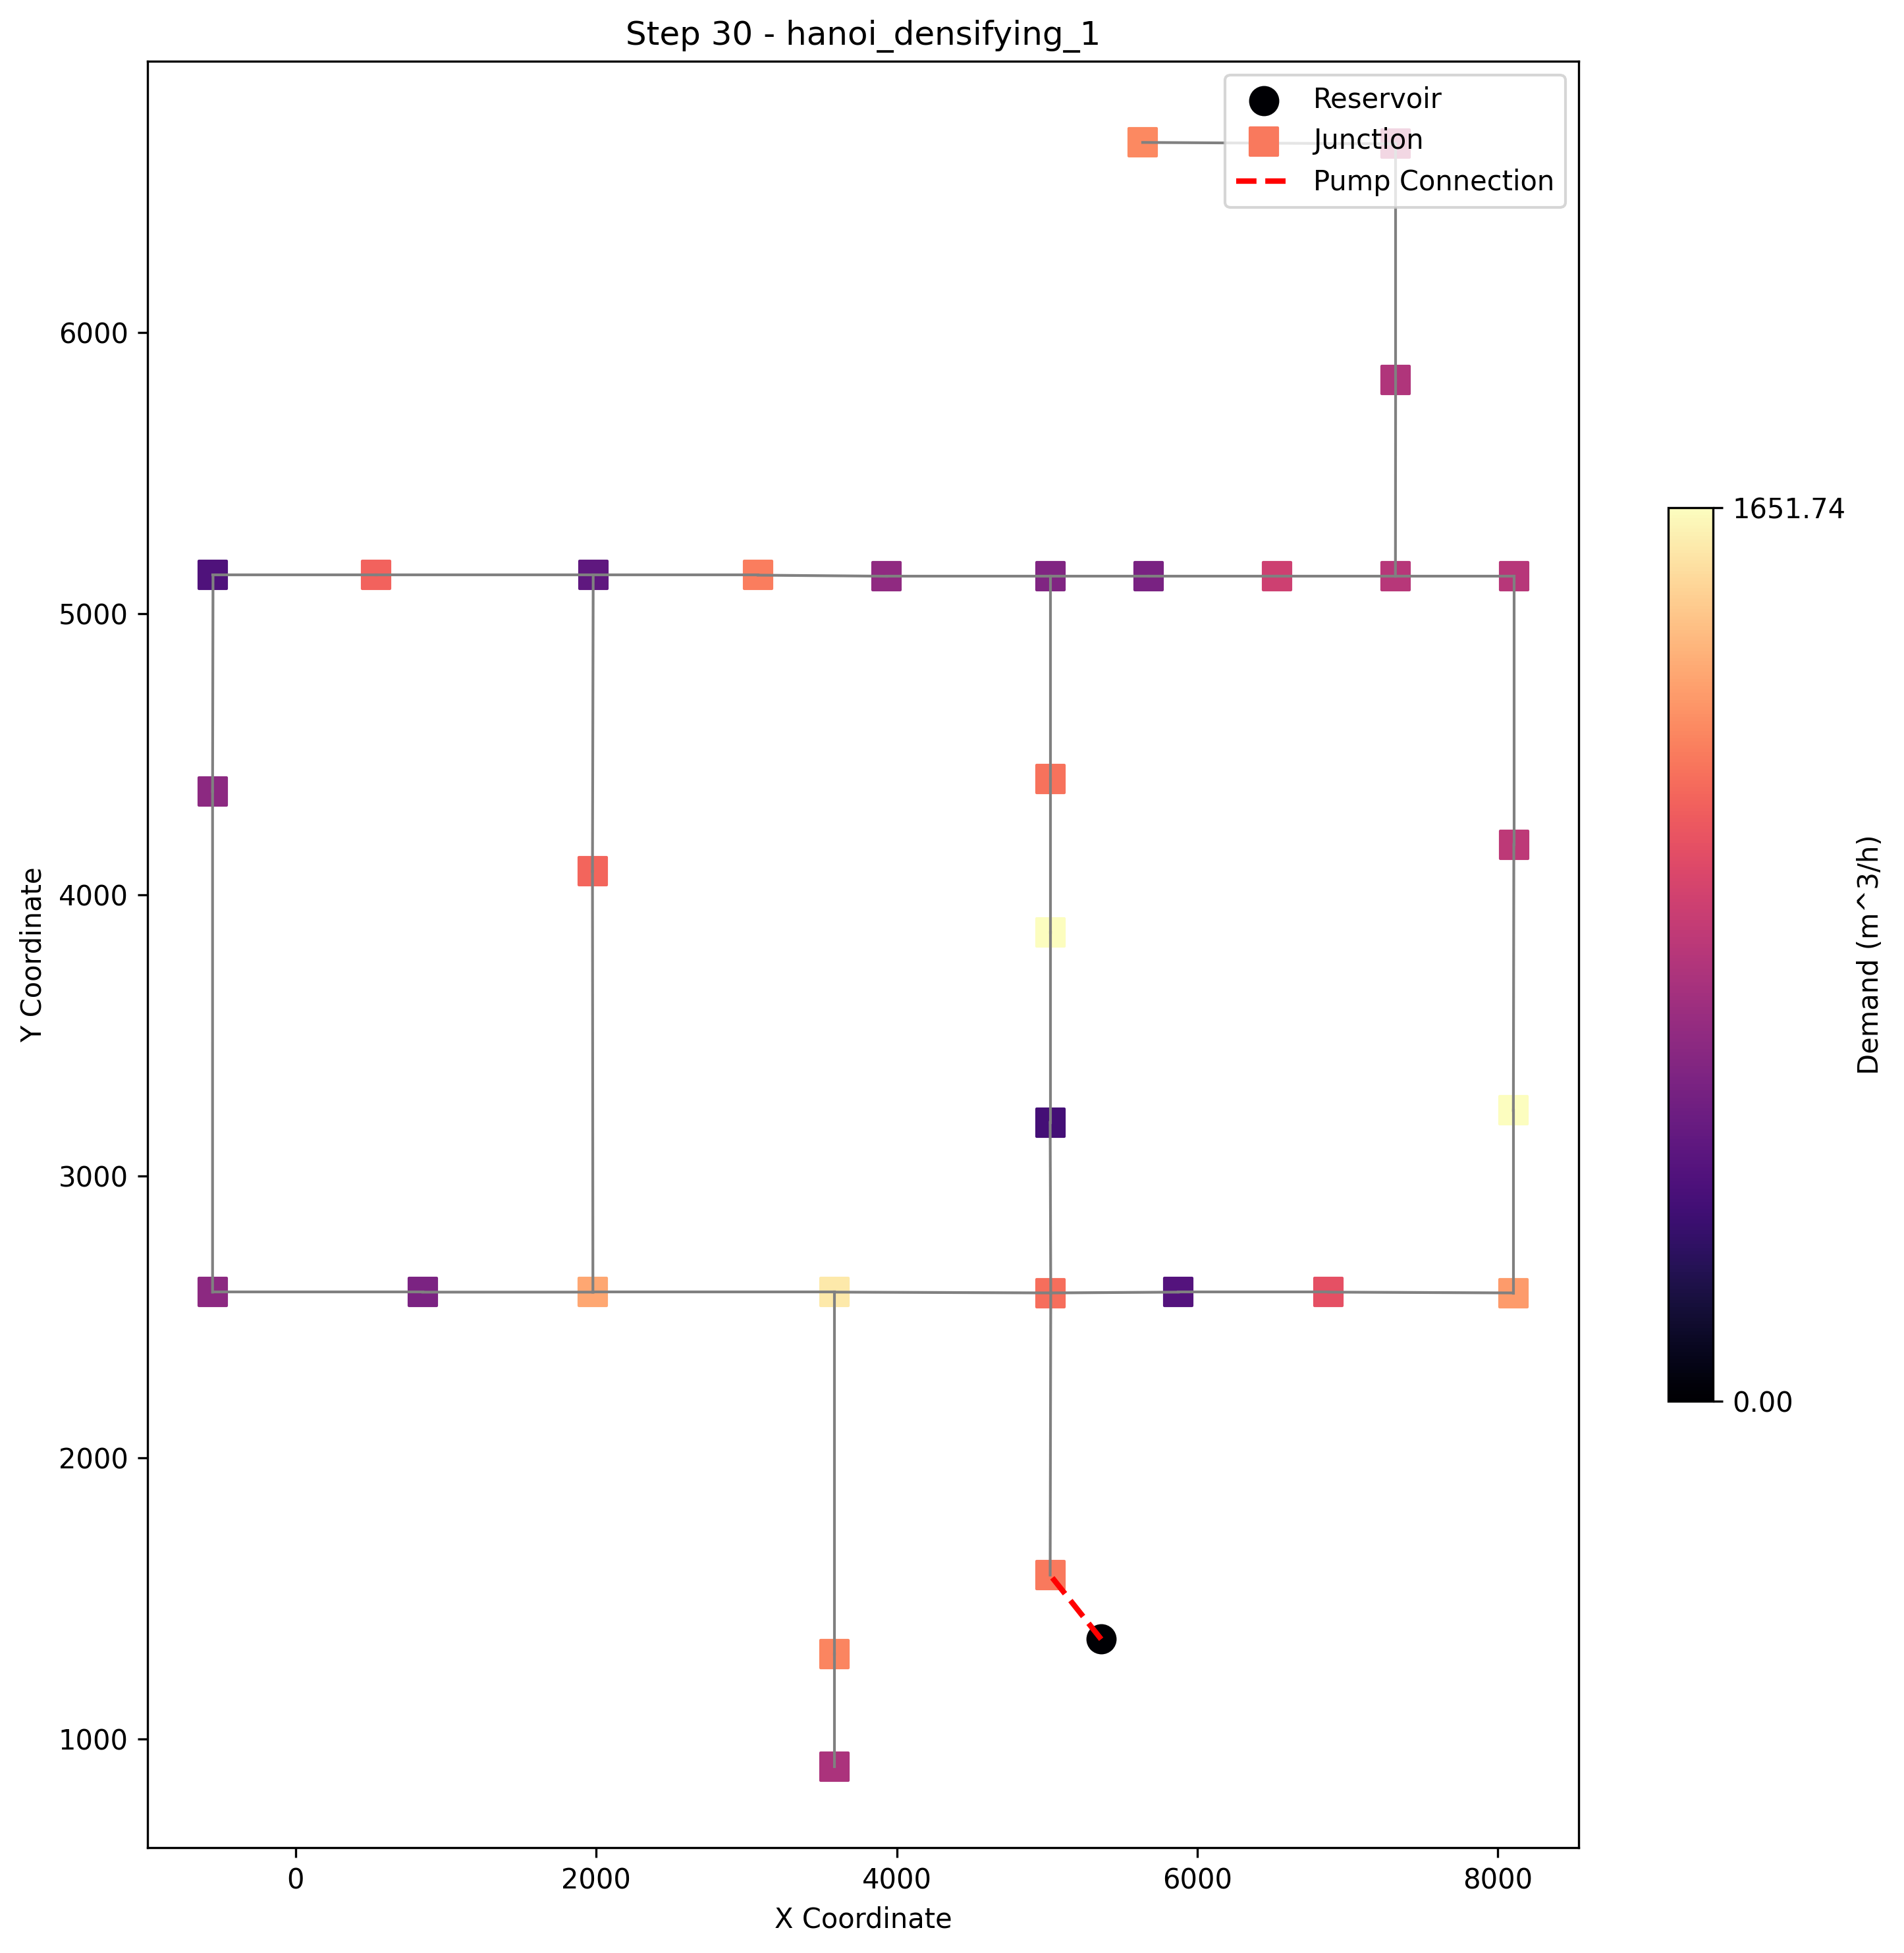 Step 30 - hanoi_densifying_1
Reservoir
Junction
Pump Connection
6000
5000
4000
3000
2000
1000
Y Coordinate
0
2000
4000
6000
8000
X Coordinate
1651.74
0.00
Demand (m^3/h)